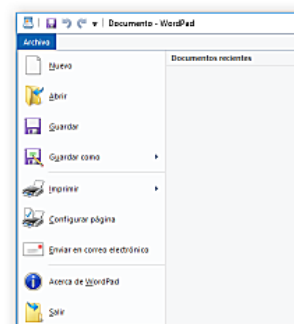 Documento - WordPad
Archivo
Documentos recientes
Nuevo
Abrir
Guardar
Guardar como
Imprimir
Configurar página
Enviar en correo electrónico
Acerca de WordPad
Salir